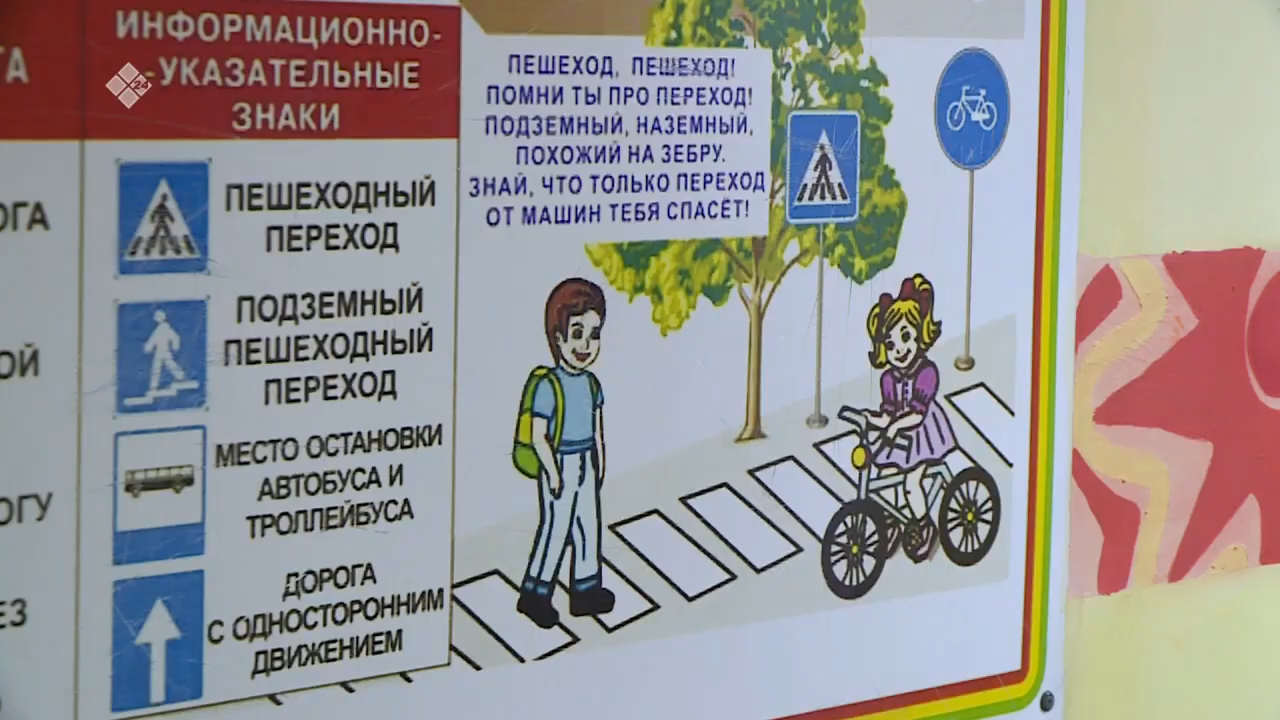 ГА
ОГА
ОЙ
ОГУ
ЕЗ
ИНФОРМАЦИОННО-
-УКАЗАТЕЛЬНЫЕ
ЗНАКИ
ПЕШЕХОДНЫЙ
ПЕРЕХОД
ПОДЗЕМНЫЙ
ПЕШЕХОДНЫЙ
ПЕРЕХОД
МЕСТО ОСТАНОВКИ
АВТОБУСА И
ТРОЛЛЕЙБУСА
ДОРОГА
С ОДНОСТОРОННИМ
ДВИЖЕНИЕМ
ПЕШЕХОД, ПЕШЕХОД!
ПОМНИ ТЫ ПРО ПЕРЕХОД!
ПОДЗЕМНЫЙ, НАЗЕМНЫЙ,
ПОХОЖИЙ НА ЗЕБРУ.
ЗНАЙ, ЧТО ТОЛЬКО ПЕРЕХОД
ОТ МАШИН ТЕБЯ СПАСЁТ!
Х24